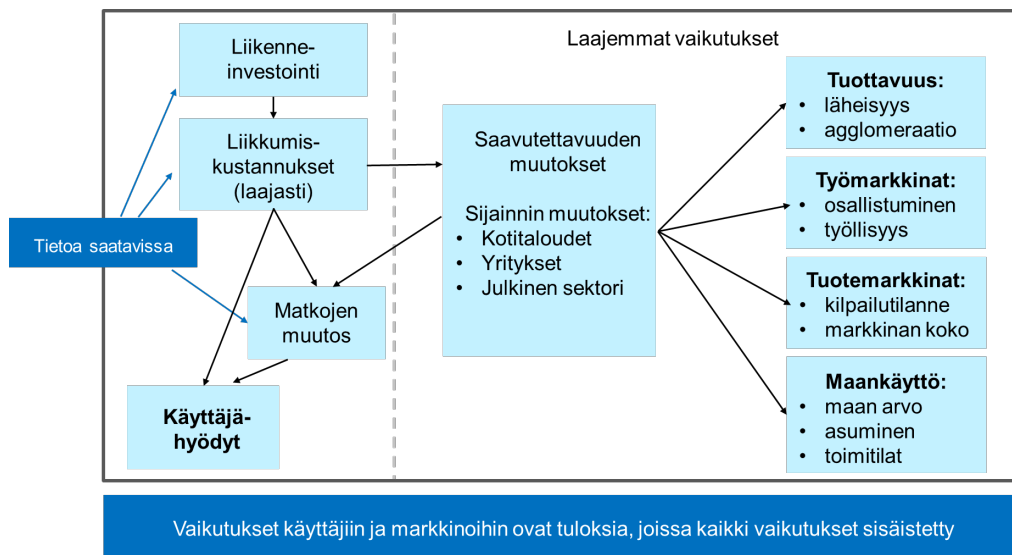 Liikenne-
investointi
Liikkumis-
kustannukset
(laajasti)
Tietoa saatavissa
Matkojen
muutos
Käyttäjä-
hyödyt
Laajemmat vaikutukset
Saavutettavuuden
muutokset
Sijainnin muutokset:
• Kotitaloudet
• Yritykset
• Julkinen sektori
Tuottavuus:
• läheisyys
• agglomeraatio
Työmarkkinat:
• osallistuminen
• työllisyys
Tuotemarkkinat:
• kilpailutilanne
• markkinan koko
Maankäyttö:
• maan arvo
• asuminen
• toimitilat
Vaikutukset käyttäjiin ja markkinoihin ovat tuloksia, joissa kaikki vaikutukset sisäistetty